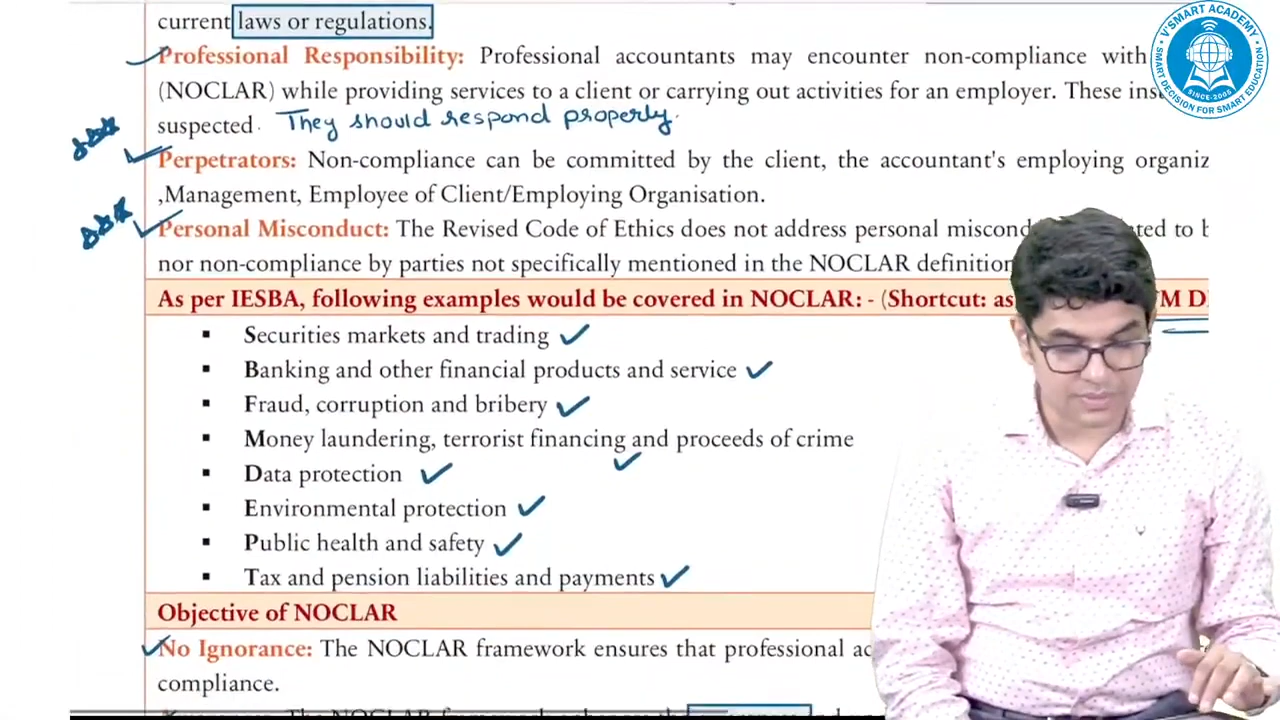 current laws or regulations.
Professional Responsibility: Professional accountants may encounter non-compliance with
(NOCLAR) while providing services to a client or carrying out activities for an employer. These
suspected. They should respond properly.
Perpetrators: Non-compliance can be committed by the client, the accountant's employing
,Management, Employee of Client/Employing Organisation.
Personal Misconduct: The Revised Code of Ethics does not address personal to
nor non-compliance by parties not specifically mentioned in the NOCLAR definition
As per IESBA, following examples would be covered in NOCLAR: - (Shortcut: as
▪ Securities markets and trading
▪ Banking and other financial products and service
▪ Fraud, corruption and bribery
▪ Money laundering, terrorist financing and proceeds of crime
▪ Data protection
▪ Environmental protection
▪ Public health and safety
▪ Tax and pension liabilities and payments
Objective of NOCLAR
No Ignorance: The NOCLAR framework ensures that professional
compliance.
V'SMART ACADEMY
SMART DECISION FOR SMART EDUCATION
SINCE-2005